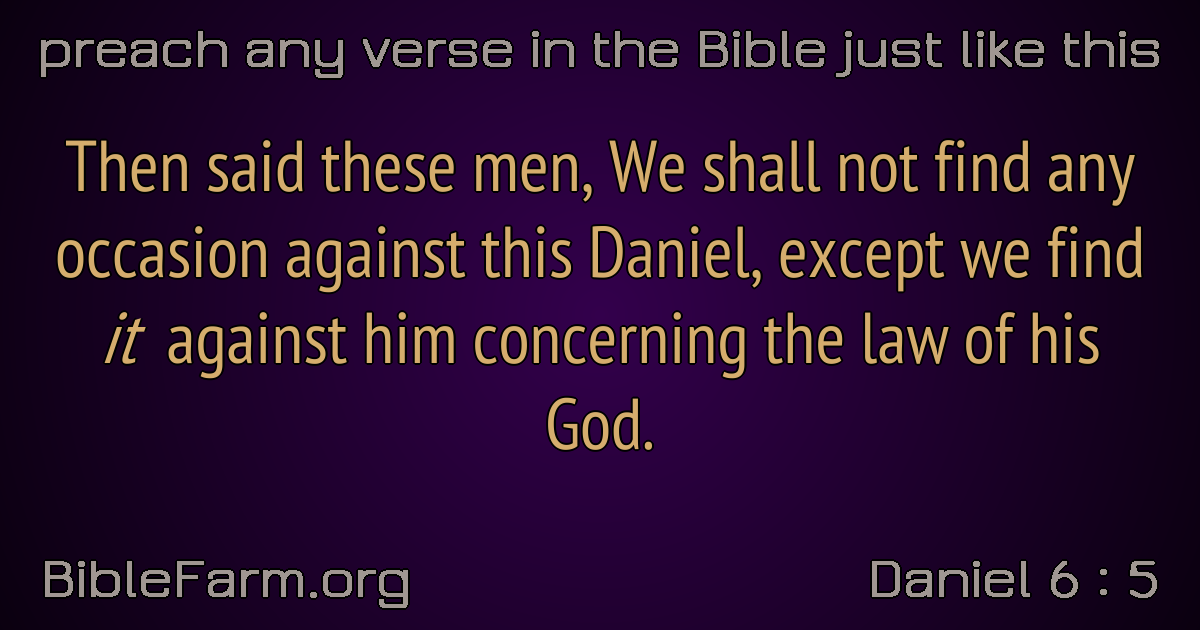 preach any verse in the Bible just like this
Then said these men, We shall not find any
occasion against this Daniel, except we find
it against him concerning the law of his
God.
BibleFarm.org
Daniel 6 : 5